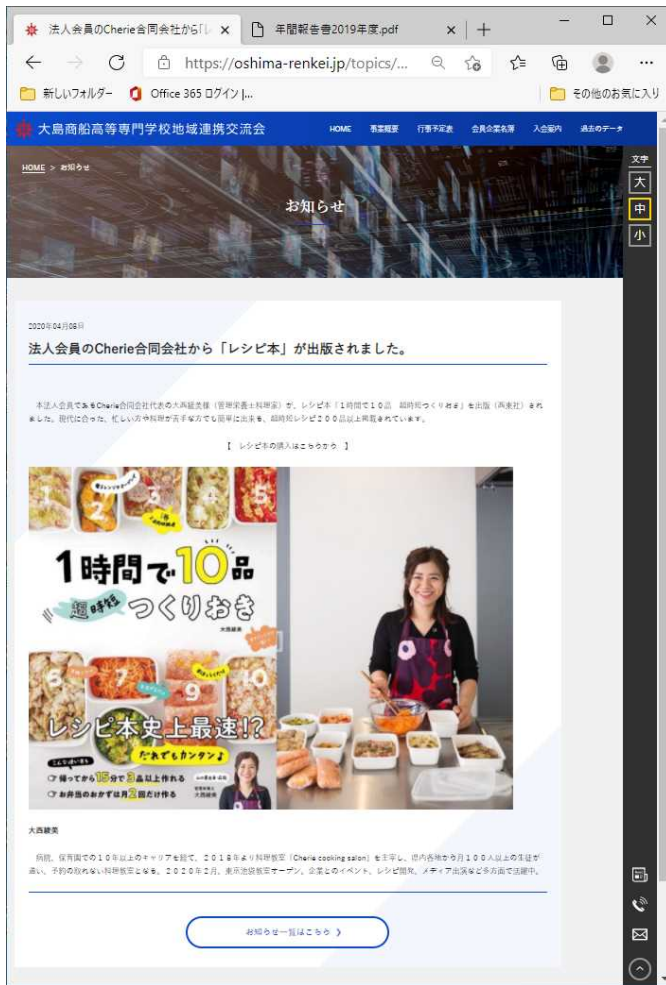 法人会員のCherie合同会社から「レ
年間報告書2019年度.pdf
https://oshima-renkei.jp/topics/...
新しいフォルダー
Office 365 ログイン |...
その他のお気に入り
大島商船高等専門学校地域連携交流会
HOME 事業概要 行事予定表 会員企業名簿 入会案内 過去のデータ
HOME > お知らせ
文字
大
中
小
お知らせ
2020年04月08日
法人会員のCherie合同会社から「レシピ本」が出版されました。
本法人会員であるCherie合同会社代表の大西綾美様(管理栄養士料理家)が、レシピ本「1時間で10品 超時短つくりおき」を出版(西東社)され
ました。現代に合った、忙しい方や料理が苦手な方でも簡単に出来る、超時短レシピ200品以上掲載されています。
【 レシピ本の購入はこちらから 】
1 2 3 4 5
1時間で10品
超時短つくりおき
大西綾美
6 7 9 10
レシピ本史上最速!?
だれでもカンタン♪
帰ってから15分で3品以上作れる
お弁当のおかずは月2回だけ作る
大西綾美
大西綾美
病院、保育園での10年以上のキャリアを経て、2018年より料理教室「Cherie cooking salon」を主宰し、県内各地から月100人以上の生徒が
通い、予約の取れない料理教室となる。2020年2月、東京池袋教室オープン。企業とのイベント、レシピ開発、メディア出演など多方面で活躍中。
お知らせ一覧はこちら 》